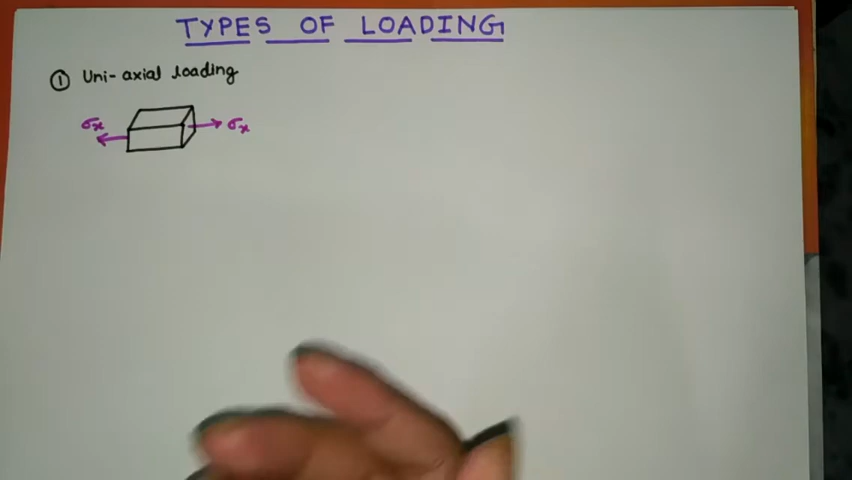 TYPES OF LOADING
① Uni-axial loading
σx σx